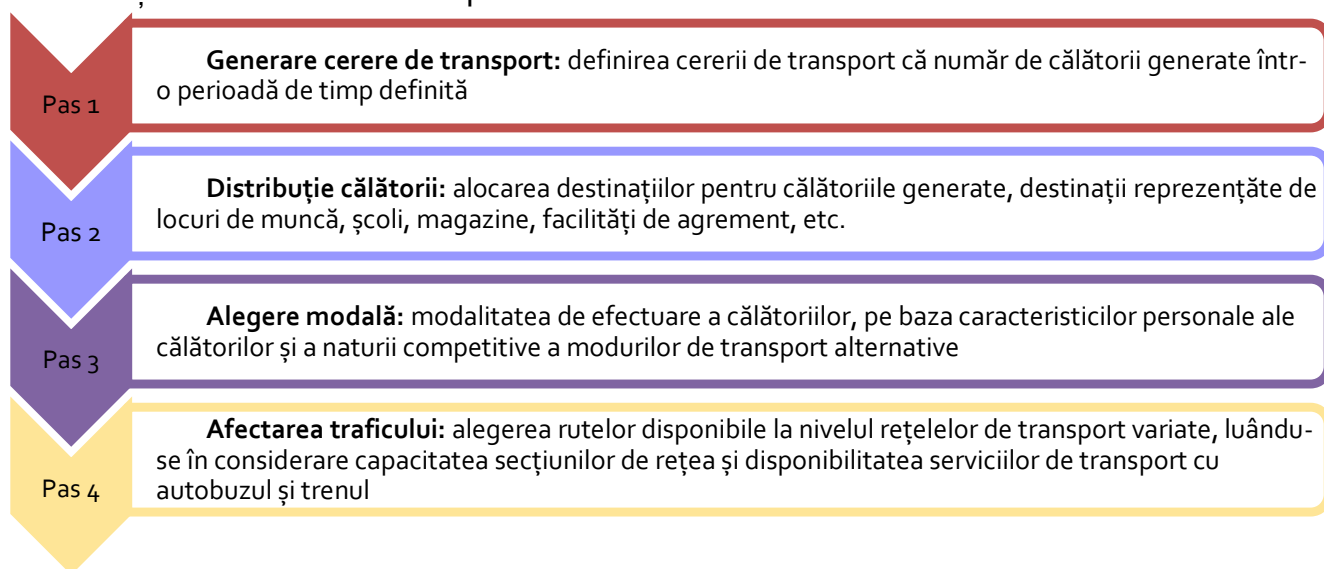 Generare cerere de transport: definirea cererii de transport că număr de călătorii generate într-
o perioadă de timp definită
Pas 1
Distribuție călătorii: alocarea destinațiilor pentru călătoriile generate, destinații reprezențăte de
locuri de muncă, școli, magazine, facilități de agrement, etc.
Pas 2
Alegere modală: modalitatea de efectuare a călătoriilor, pe baza caracteristicilor personale ale
călătorilor și a naturii competitive a modurilor de transport alternative
Pas 3
Afectarea traficului: alegerea rutelor disponibile la nivelul rețelelor de transport variate, luându-
se în considerare capacitatea secțiunilor de rețea și disponibilitatea serviciilor de transport cu
autobuzul și trenul
Pas 4